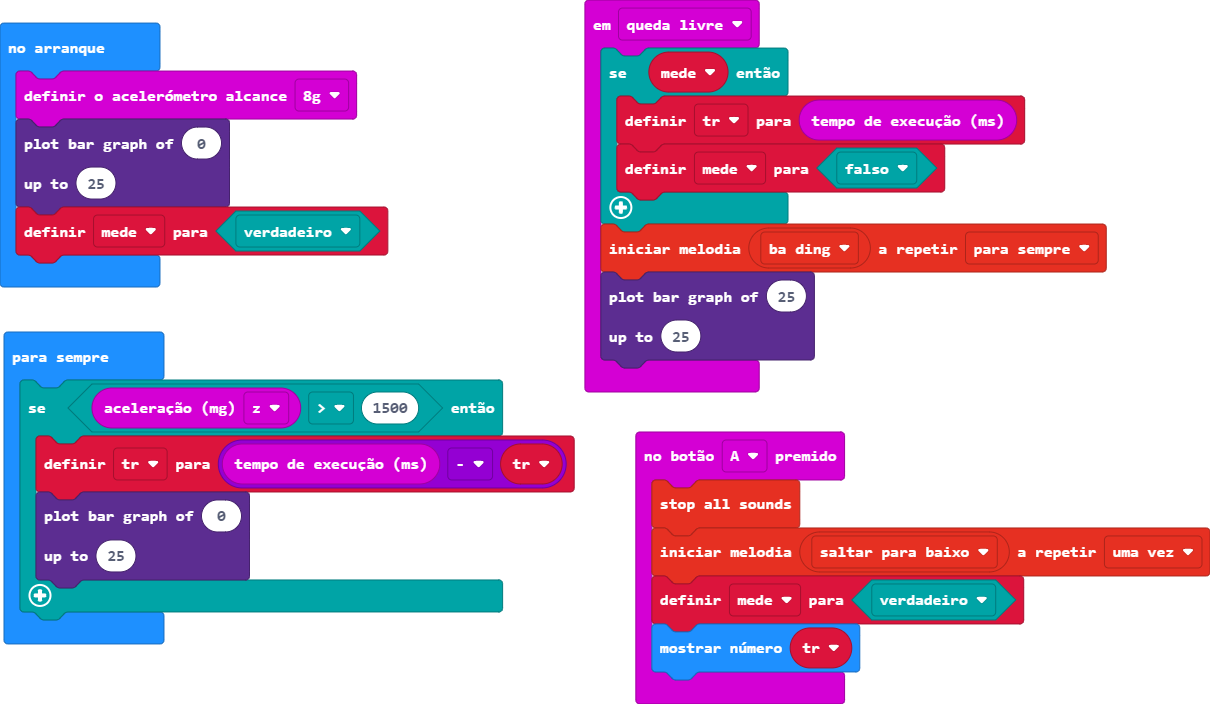 no arranque
definir o acelerómetro alcance 8g
plot bar graph of 0
up to 25
definir mede para verdadeiro
para sempre
se aceleração (mg) z > 1500 então
definir tr para tempo de execução (ms) - tr
plot bar graph of 0
up to 25
em queda livre
se mede então
definir tr para tempo de execução (ms)
definir mede para falso
iniciar melodia ba ding a repetir para sempre
plot bar graph of 25
up to 25
no botão A premido
stop all sounds
iniciar melodia saltar para baixo a repetir uma vez
definir mede para verdadeiro
mostrar número tr